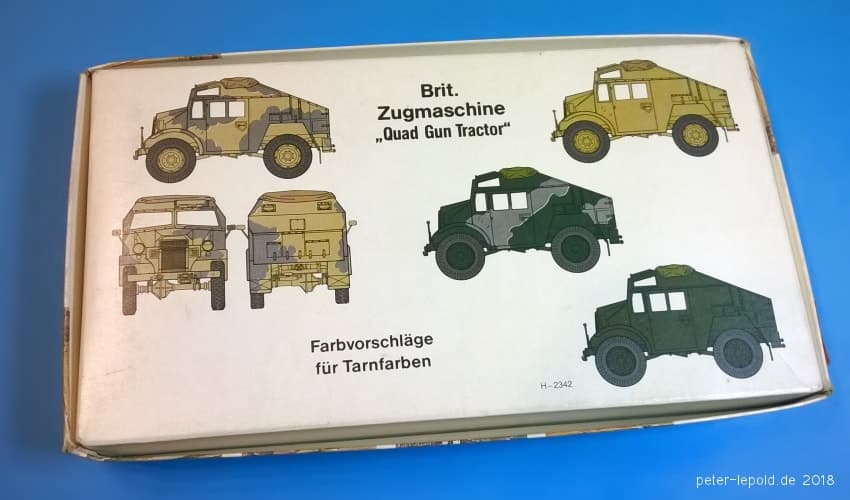 Brit.
Zugmaschine
„Quad Gun Tractor“
Farbvorschläge
für Tarnfarben
H-2342
peter-lepold.de 2018